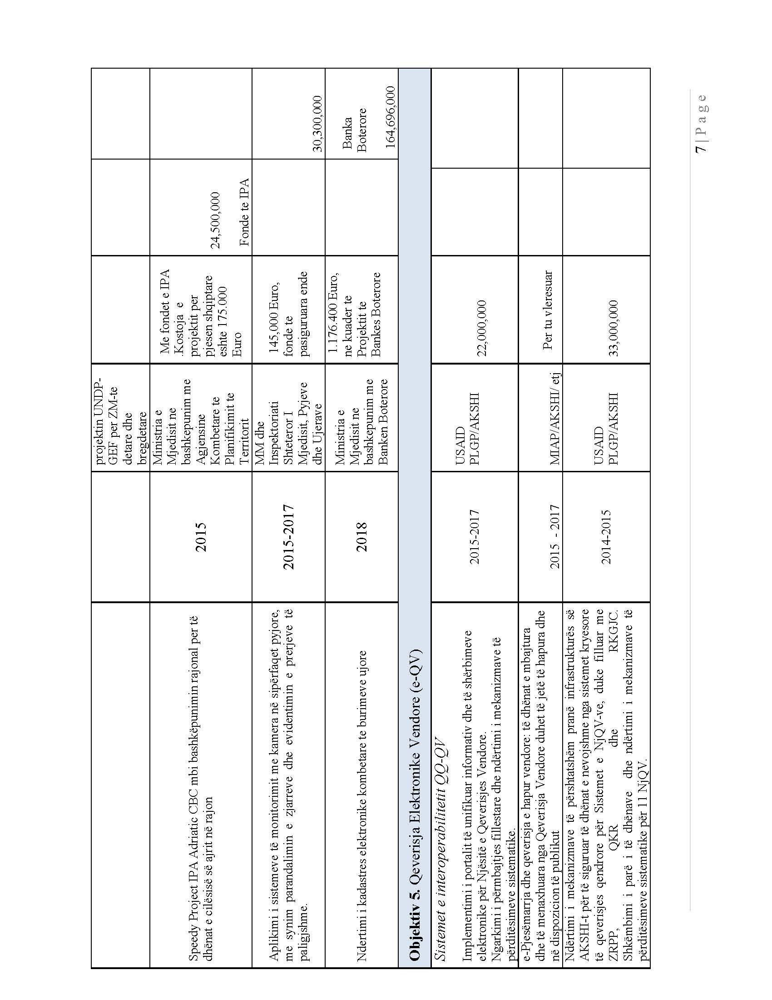 projektin UNDP-
GEF per ZM-te
detare dhe
bregdetare
Speedy Project IPA Adriatic CBC mbi bashkëpunimin rajonal per të
dhënat e cilësisë së ajrit në rajon
2015
Ministria e
Mjedisit ne
bashkepunim me
Agjensine
Kombetare te
Planifikimit te
Territorit
Me fondet e IPA
.Kostoja e
projektit per
pjesen shqiptare
eshte 175.000
Euro
24,500,000
Fonde te IPA
Aplikimi i sistemeve të monitorimit me kamera në sipërfaqet pyjore,
me synim parandalimin e zjarreve dhe evidentimin e prerjeve të
paligjshme.
2015-2017
MM dhe
Inspektoriati
Shteteror I
Mjedisit, Pyjeve
dhe Ujerave
145,000 Euro,
fonde te
pasiguruara ende
30,300,000
Ndertimi i kadastres elektronike kombetare te burimeve ujore
2018
Ministria e
Mjedisit ne
bashkepunim me
Banken Boterore
1.176.400 Euro,
ne kuader te
Projektit te
Bankes Boterore
Banka
Boterore
164,696,000
Objektiv 5. Qeverisja Elektronike Vendore (e-QV)
Sistemet e interoperabilitetit QQ-QV
Implementimi i portalit të unifikuar informativ dhe të shërbimeve
elektronike për Njësitë e Qeverisjes Vendore.
Ngarkimi i përmbajtjes fillestare dhe ndërtimi i mekanizmave të
përditësimeve sistematike.
2015-2017
USAID
PLGP/AKSHI
22,000,000
e-Pjesëmarrja dhe qeverisja e hapur vendore: të dhënat e mbajtura
dhe të menaxhuara nga Qeverisja Vendore duhet të jetë të hapura dhe
në dispozicion të publikut
2015 - 2017
MIAP/AKSHI/ etj
Per tu vleresuar
Ndërtimi i mekanizmave të përshtatshëm pranë infrastrukturës së
AKSHI-t për të siguruar të dhënat e nevojshme nga sistemet kryesore
të qeverisjes qendrore për Sistemet e NjQV-ve, duke filluar me
ZRPP, QKR dhe RKGJC.
Shkëmbimi i parë i të dhënave dhe ndërtimi i mekanizmave të
përditësimeve sistematike për 11 NjQV.
2014-2015
USAID
PLGP/AKSHI
33,000,000
7 | Page